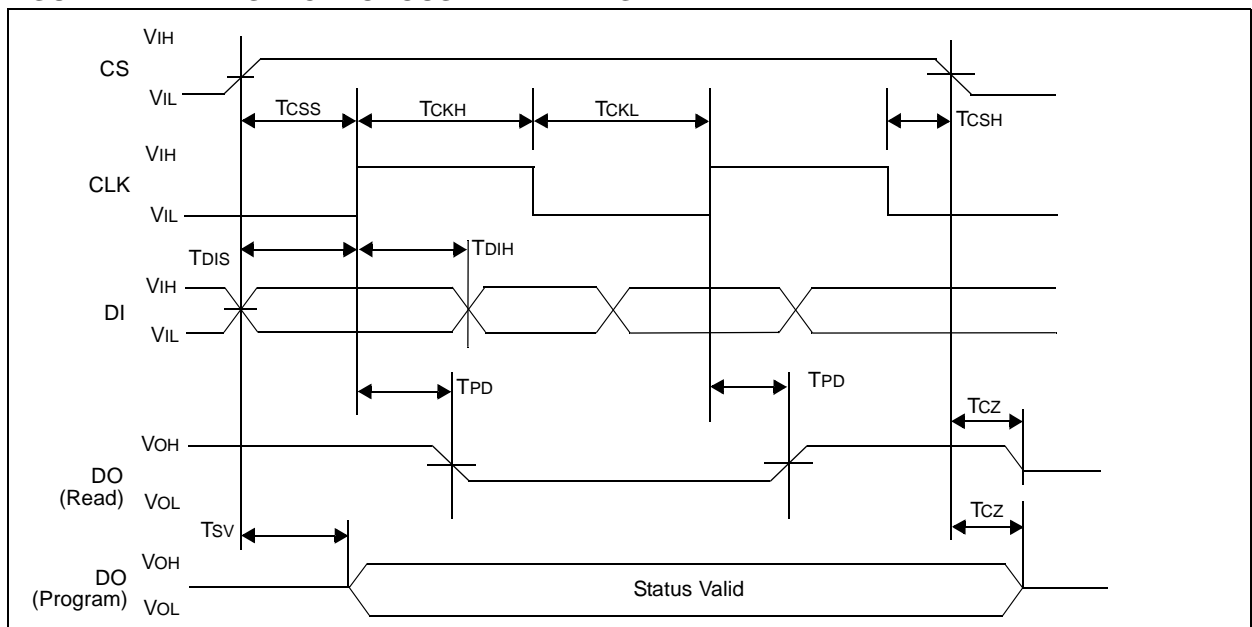 VIH
CS
VIL
TCSS
TCKH
TCKL
TCSH
VIH
CLK
VIL
TDIS
TDIH
VIH
DI
VIL
TPD
TPD
TCZ
VOH
DO
(Read)
VOL
TSV
TCZ
VOH
DO
(Program)
VOL
Status Valid